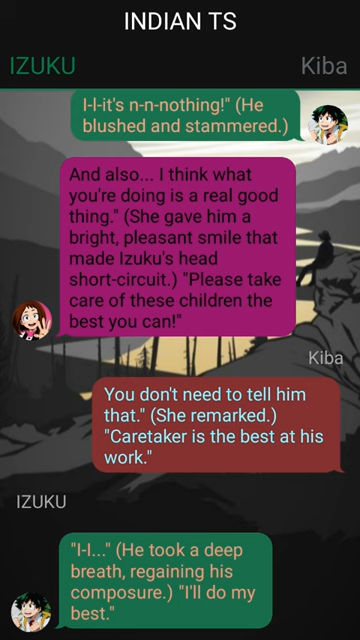 INDIAN TS
IZUKU
Kiba
I-I-it's n-n-nothing!" (He
blushed and stammered.)
And also... I think what
you're doing is a real good
thing." (She gave him a
bright, pleasant smile that
made Izuku's head
short-circuit.) "Please take
care of these children the
best you can!"
Kiba
You don't need to tell him
that." (She remarked.)
"Caretaker is the best at his
work."
IZUKU
"I-I..." (He took a deep
breath, regaining his
composure.) "I'll do my
best."